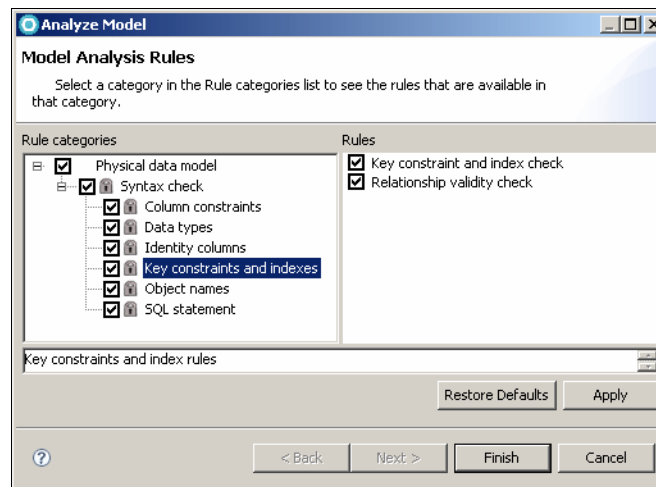 Analyze Model
Model Analysis Rules
Select a category in the Rule categories list to see the rules that are available in
that category.
Rule categories
Rules
Physical data model
Syntax check
Column constraints
Data types
Identity columns
Key constraints and indexes
Object names
SQL statement
Key constraint and index check
Relationship validity check
Key constraints and index rules
Restore Defaults
Apply
?
< Back
Next >
Finish
Cancel